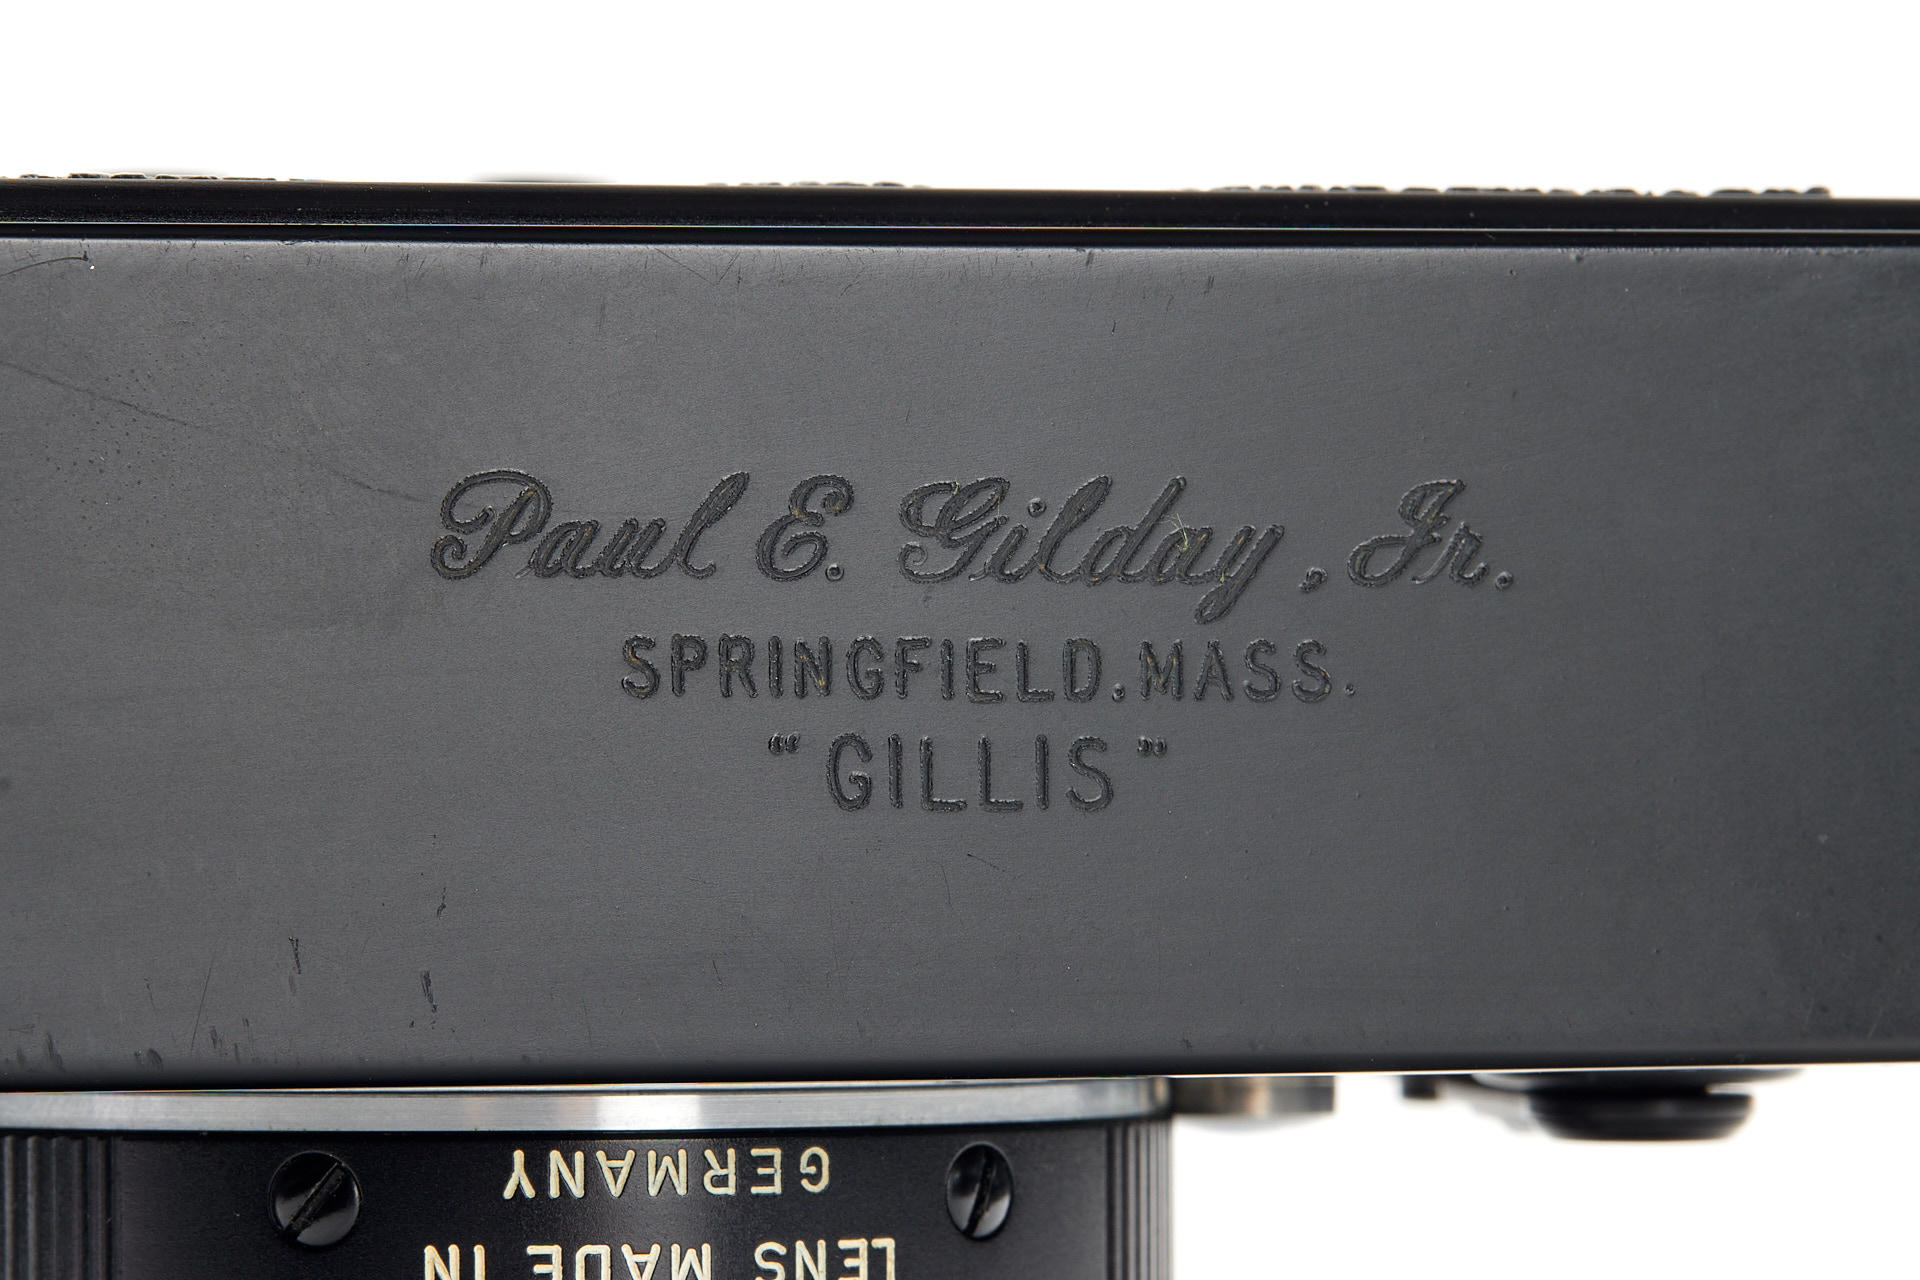 Paul E. Gilday, Jr.
SPRINGFIELD.MASS.
"GILLIS"
LENS MADE IN
GERMANY